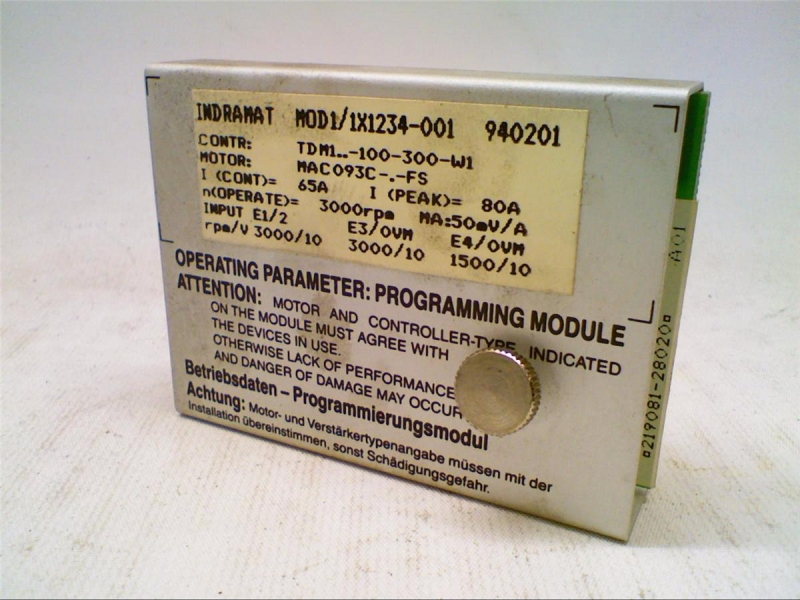 INDRAMAT MOD1/1X1234-001 940201
CONTR: TDM1..-100-300-W1
MOTOR: MAC093C-.-FS
I (CONT)= 65A I (PEAK)= 80A
n(OPERATE)= 3000rpm MA:50mV/A
INPUT E1/2 E3/0VM E4/0VM
rpm/V 3000/10 3000/10 1500/10
OPERATING PARAMETER: PROGRAMMING MODULE
ATTENTION: MOTOR AND CONTROLLER-TYPE INDICATED
ON THE MODULE MUST AGREE WITH
THE DEVICES IN USE.
OTHERWISE LACK OF PERFORMANCE
AND DANGER OF DAMAGE MAY OCCUR
Betriebsdaten – Programmierungsmodul
Achtung: Motor- und Verstärkertypenangabe müssen mit der
Installation übereinstimmen, sonst Schädigungsgefahr.
219081-28020 A01